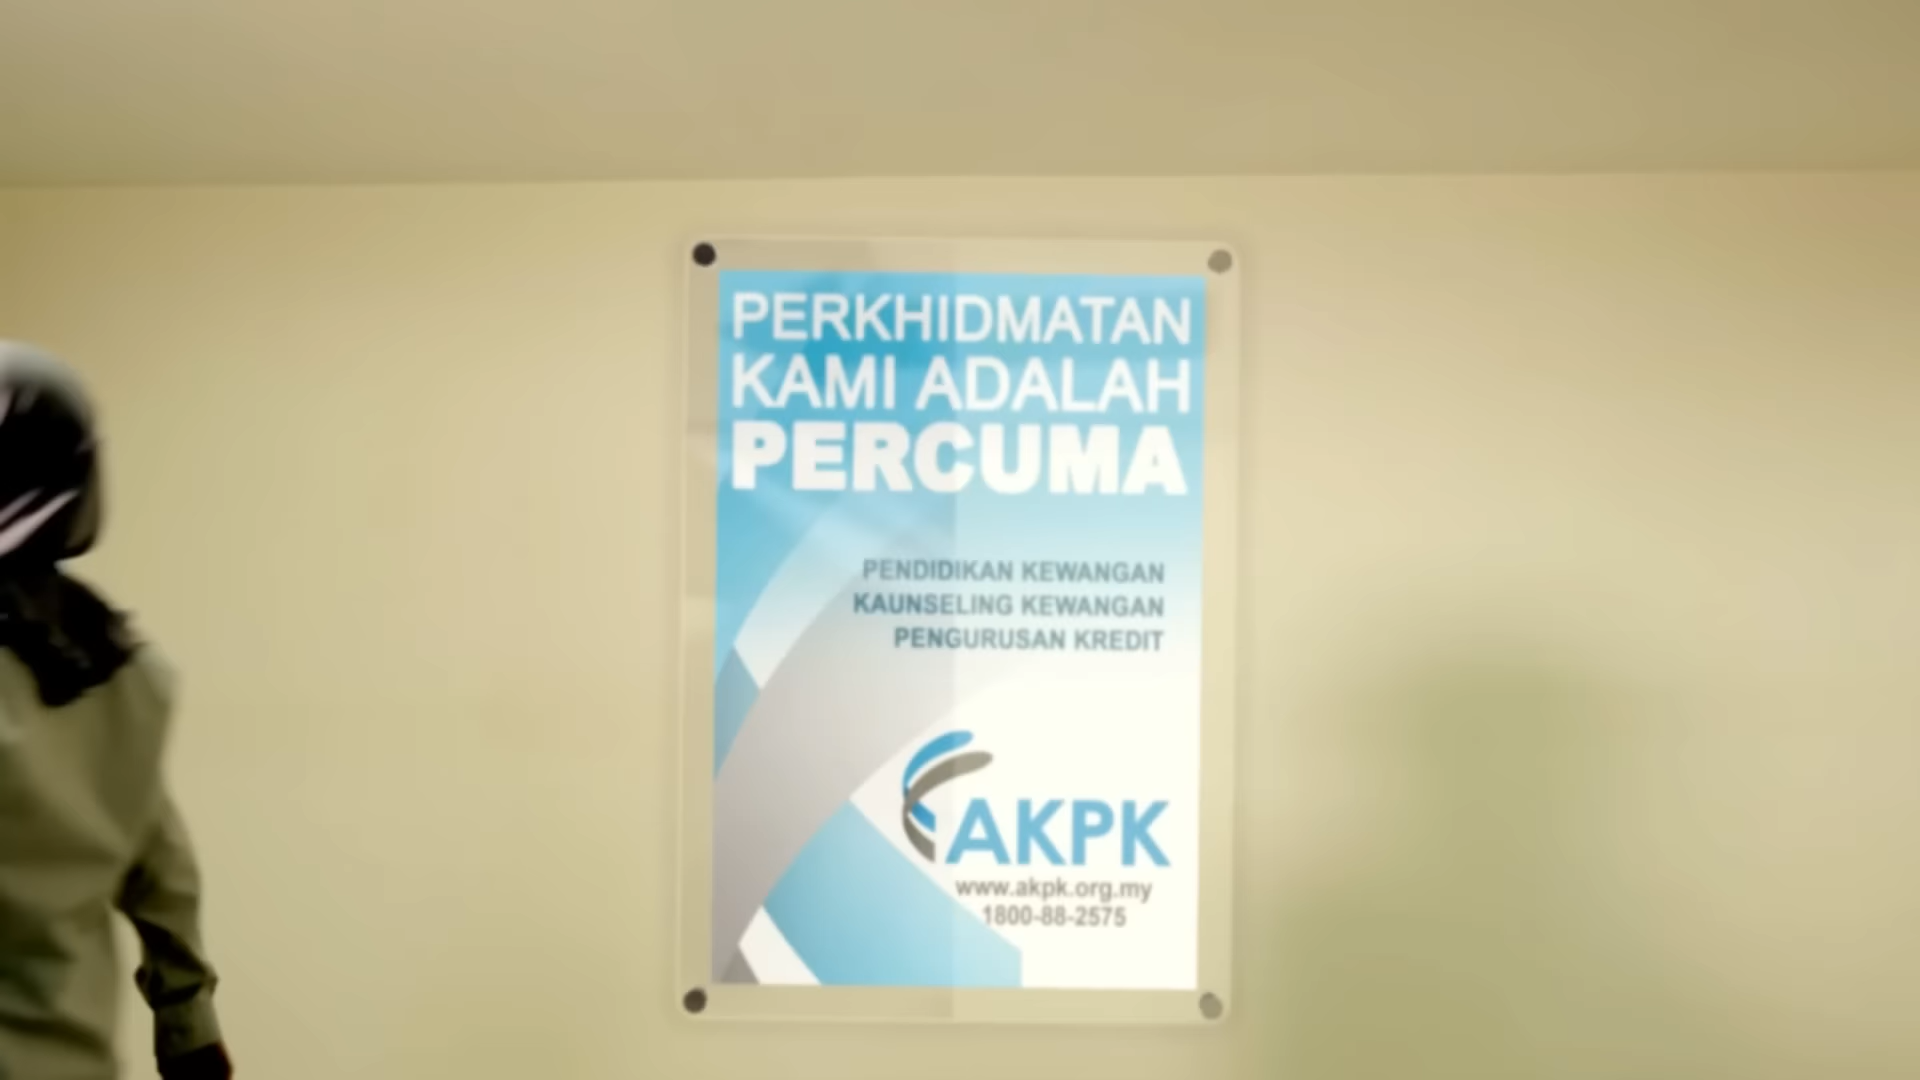 PERKHIDMATAN
KAMI ADALAH
PERCUMA
PENDIDIKAN KEWANGAN
KAUNSELING KEWANGAN
PENGURUSAN KREDIT
AKPK
www.akpk.org.my
1800-88-2575